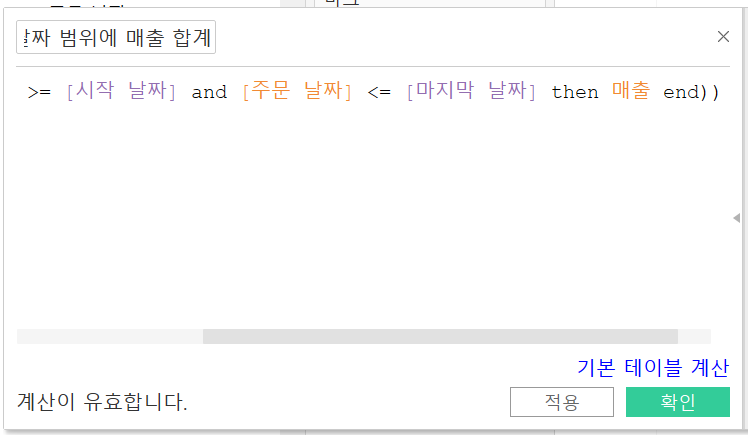 짜 범위에 매출 합계
>= [시작 날짜] and [주문 날짜] <= [마지막 날짜] then 매출 end))
기본 테이블 계산
계산이 유효합니다.
적용
확인